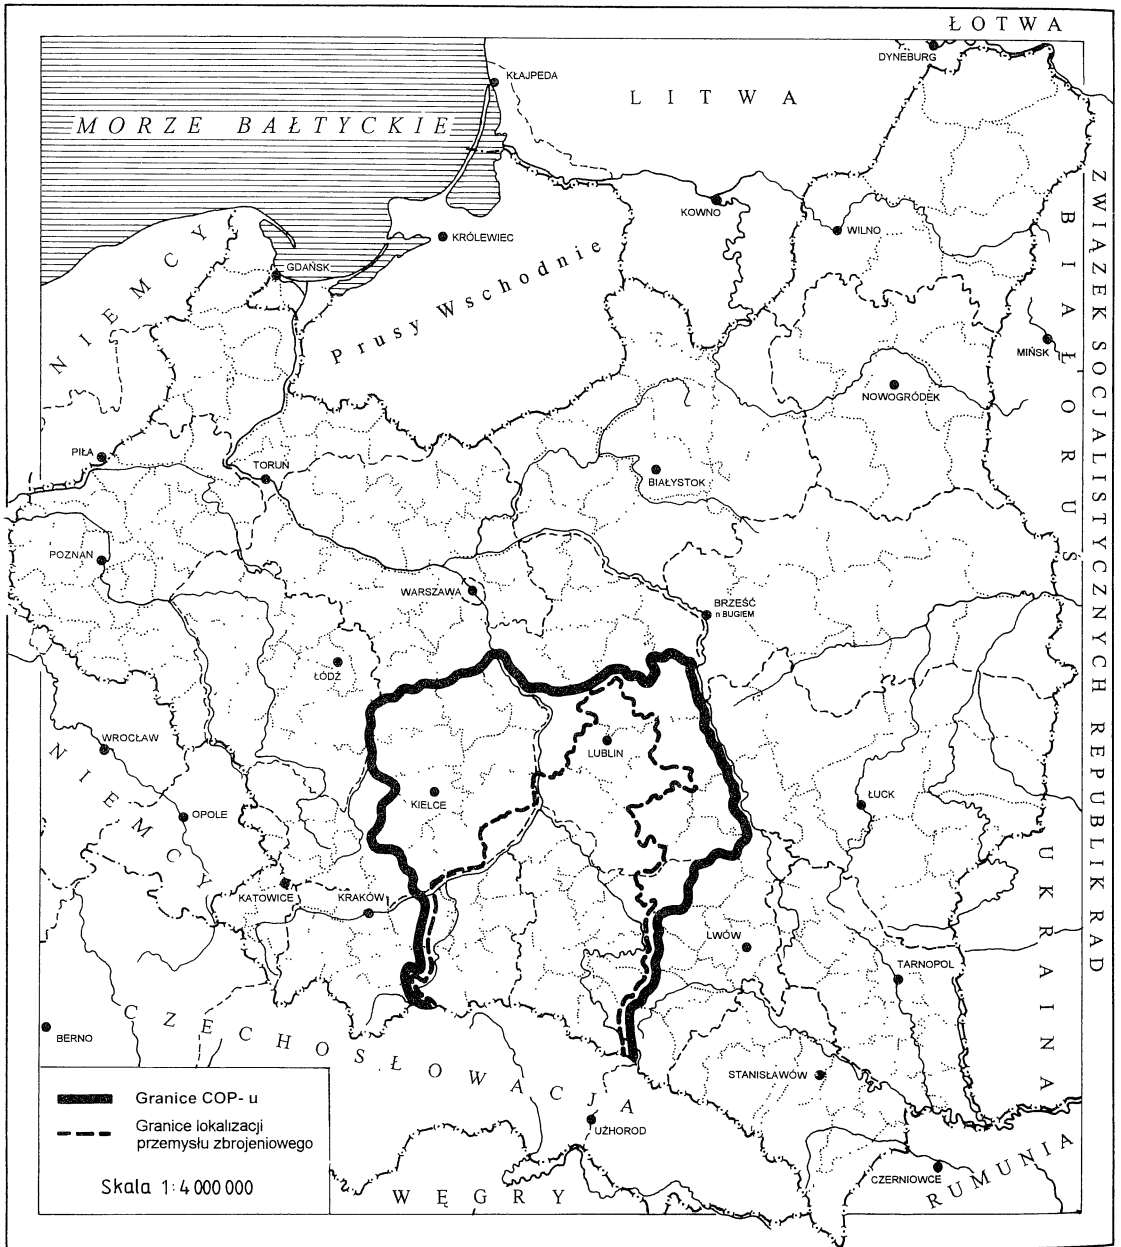 ŁOTWA
DYNEBURG
KŁAJPEDA
LITWA
MORZE BAŁTYCKIE
KOWNO
WILNO
KRÓLEWIEC
GDAŃSK
NIEMCY
Prusy Wschodnie
MIŃSK
NOWOGRÓDEK
BIAŁORUŚ
ZWIĄZEK SOCJALISTYCZNYCH REPUBLIK RAD
PIŁA
TORUŃ
BIAŁYSTOK
POZNAŃ
WARSZAWA
BRZEŚĆ
n BUGIEM
ŁÓDŹ
WROCŁAW
LUBLIN
NIEMCY
KIELCE
ŁUCK
OPOLE
KATOWICE
KRAKÓW
UKRAINA
LWÓW
TARNOPOL
BERNO
CZECHOSŁOWACJA
STANISŁAWÓW
UŻHOROD
CZERNIOWCE
RUMUNIA
WĘGRY
Granice COP-u
Granice lokalizacji
przemysłu zbrojeniowego
Skala 1:4 000 000